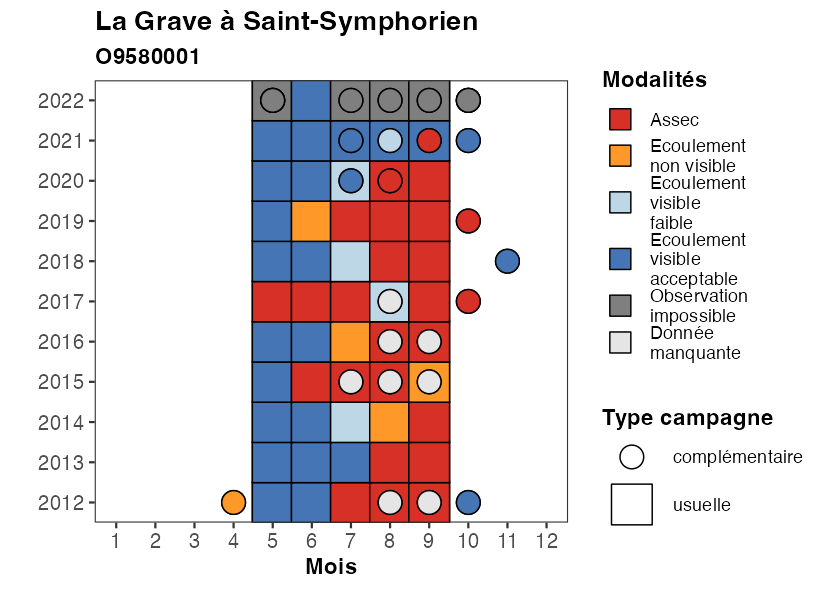 La Grave à Saint-Symphorien
O9580001
2022
2021
2020
2019
2018
2017
2016
2015
2014
2013
2012
1 2 3 4 5 6 7 8 9 10 11 12
Mois
Modalités
Assec
Ecoulement
non visible
Ecoulement
visible
faible
Ecoulement
visible
acceptable
Observation
impossible
Donnée
manquante
Type campagne
complémentaire
usuelle